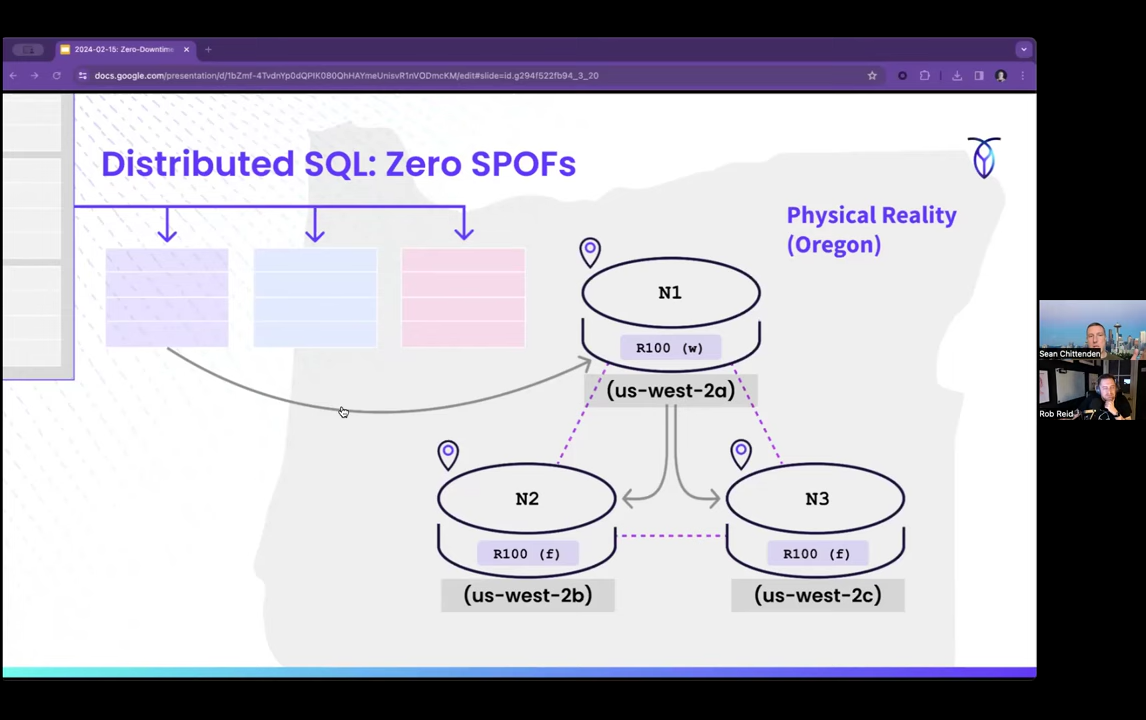 2024-02-15: Zero-Downtim
docs.google.com/presentation/d/1bZmf-4TvdnYp0dQPIK080QhHAYmeUnisvR1nVODmcKM/edit#slide=id.g294f522fb94_3_20
Distributed SQL: Zero SPOFs
Physical Reality
(Oregon)
N1
R100 (w)
(us-west-2a)
Sean Chittenden
Rob Reid
N2
N3
R100 (f)
R100 (f)
(us-west-2b)
(us-west-2c)